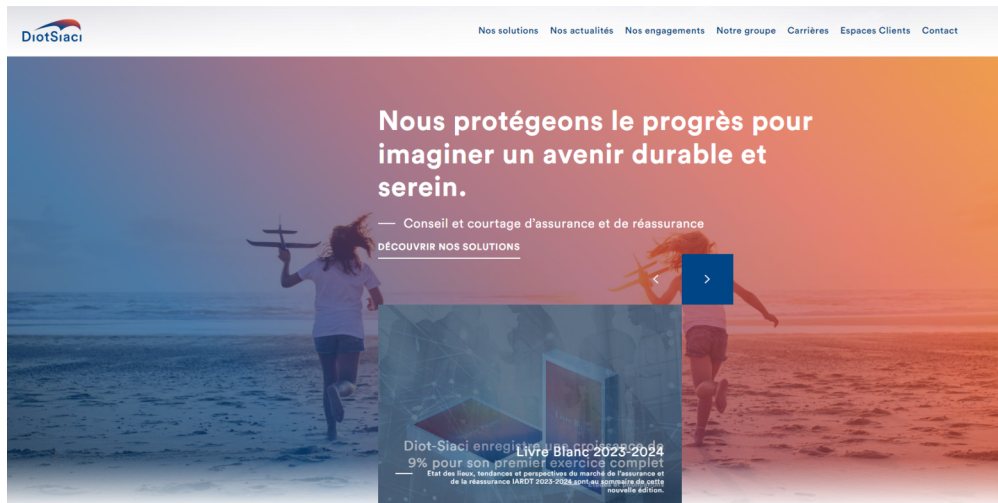 DIOTSIACI
Nos solutions Nos actualités Nos engagements Notre groupe Carrières Espaces Clients Contact
Nous protégeons le progrès pour
imaginer un avenir durable et
serein.
Conseil et courtage d'assurance et de réassurance
DÉCOUVRIR NOS SOLUTIONS
Diot-Siaci enregistre une croissance de
9% pour son premier exercice complet
Livre Blanc 2023-2024
Etat des lieux, tendances et perspectives du marché de l'assurance et
de la réassurance IARDT 2023-2024 sont au sommaire de cette
nouvelle édition.